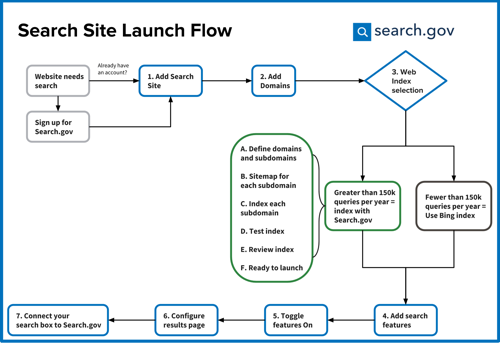 Search Site Launch Flow
search.gov
Website needs
search
Already have
an account?
1. Add Search
Site
2. Add
Domains
3. Web
Index
selection
Sign up for
Search.gov
A. Define domains
and subdomains
B. Sitemap for
each subdomain
C. Index each
subdomain
D. Test index
E. Review index
F. Ready to launch
Greater than 150k
queries per year =
index with
Search.gov
Fewer than 150k
queries per year =
Use Bing index
7. Connect your
search box to Search.gov
6. Configure
results page
5. Toggle
features On
4. Add search
features